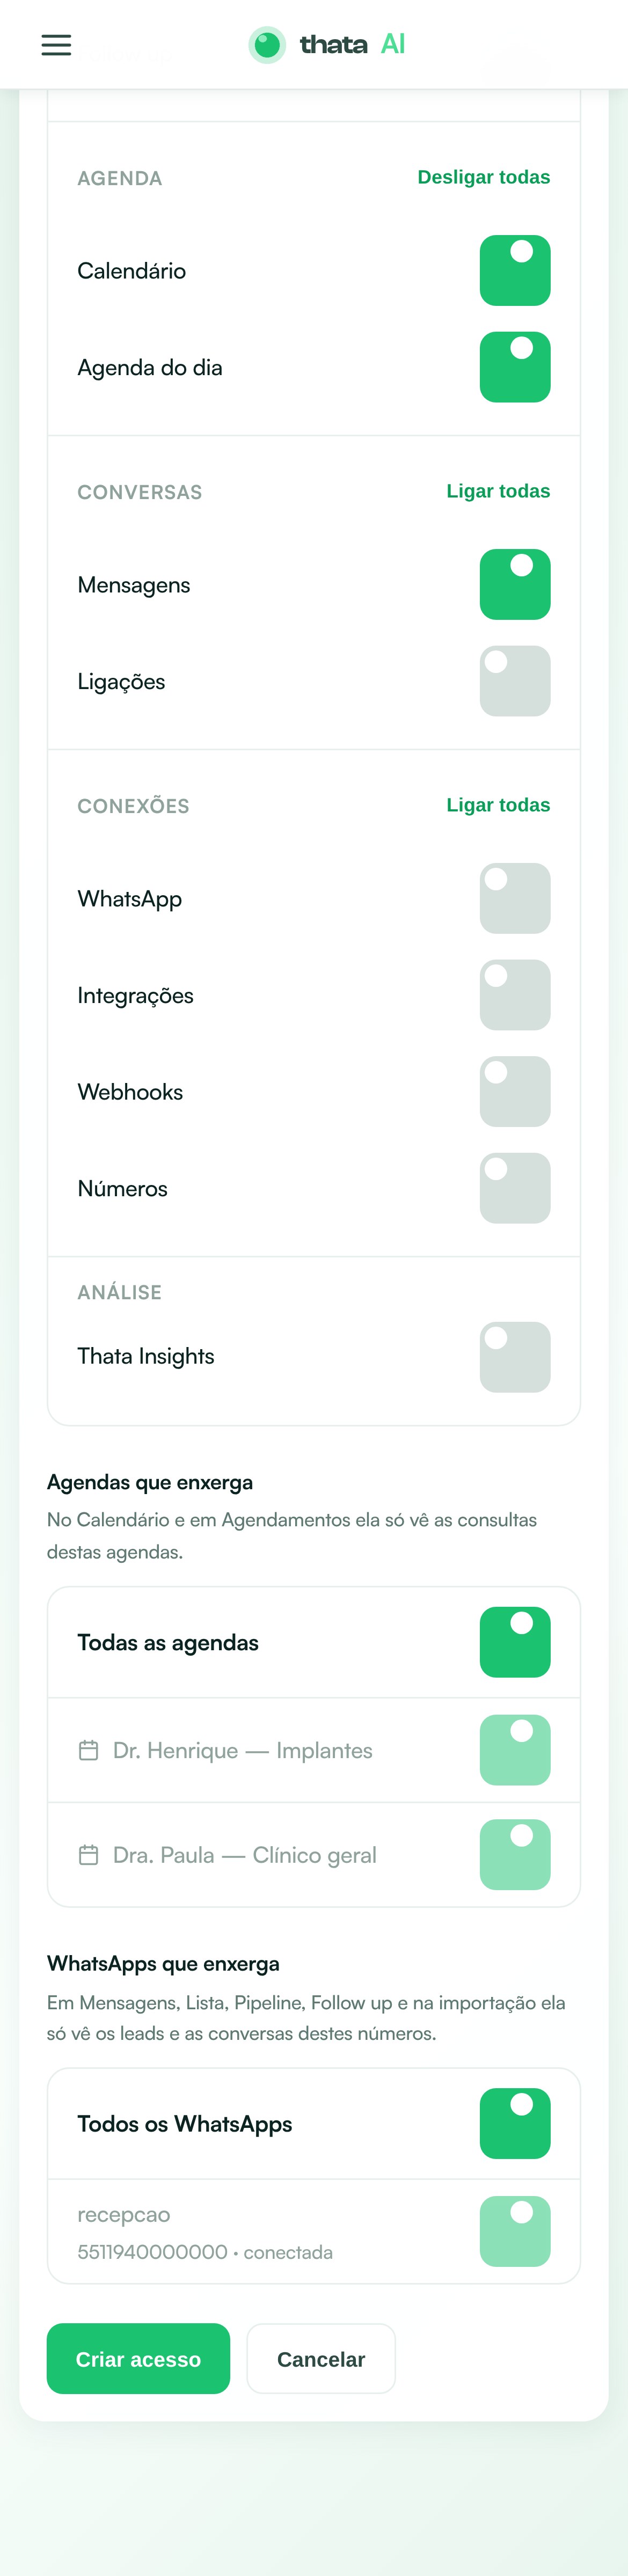 thata AI
AGENDA
Desligar todas
Calendário
Agenda do dia
CONVERSAS
Ligar todas
Mensagens
Ligações
CONEXÕES
Ligar todas
WhatsApp
Integrações
Webhooks
Números
ANÁLISE
Thata Insights
Agendas que enxerga
No Calendário e em Agendamentos ela só vê as consultas
destas agendas.
Todas as agendas
Dr. Henrique — Implantes
Dra. Paula — Clínico geral
WhatsApps que enxerga
Em Mensagens, Lista, Pipeline, Follow up e na importação ela
só vê os leads e as conversas destes números.
Todos os WhatsApps
recepcao
5511940000000 · conectada
Criar acesso
Cancelar